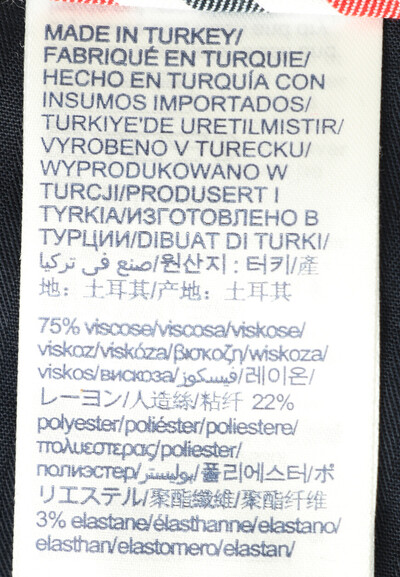 MADE IN TURKEY/
FABRIQUÉ EN TURQUIE/
HECHO EN TURQUÍA CON
INSUMOS IMPORTADOS/
TURKIYE'DE URETILMISTIR/
VYROBENO V TURECKU/
WYPRODUKOWANO W
TURCJI/PRODUSERT I
TYRKIA/ИЗГОТОВЛЕНО В
ТУРЦИИ/DIBUAT DI TURKI/
صنع في تركيا/원산지 : 터키/產
地：土耳其/产地：土耳其
75% viscose/viscosa/viskose/
viskoz/viskóza/βισκοζη/wiskoza/
viskos/вискоза/فيسكوز/레이온/
レーヨン/人造絲/粘纤 22%
polyester/poliéster/poliestere/
πολυεστερας/poliester/
полиэстер/بوليستر/폴리에스터/ポ
リエステル/聚酯纖維/聚酯纤维
3% elastane/élasthanne/elastano/
elasthan/elastomero/elastan/